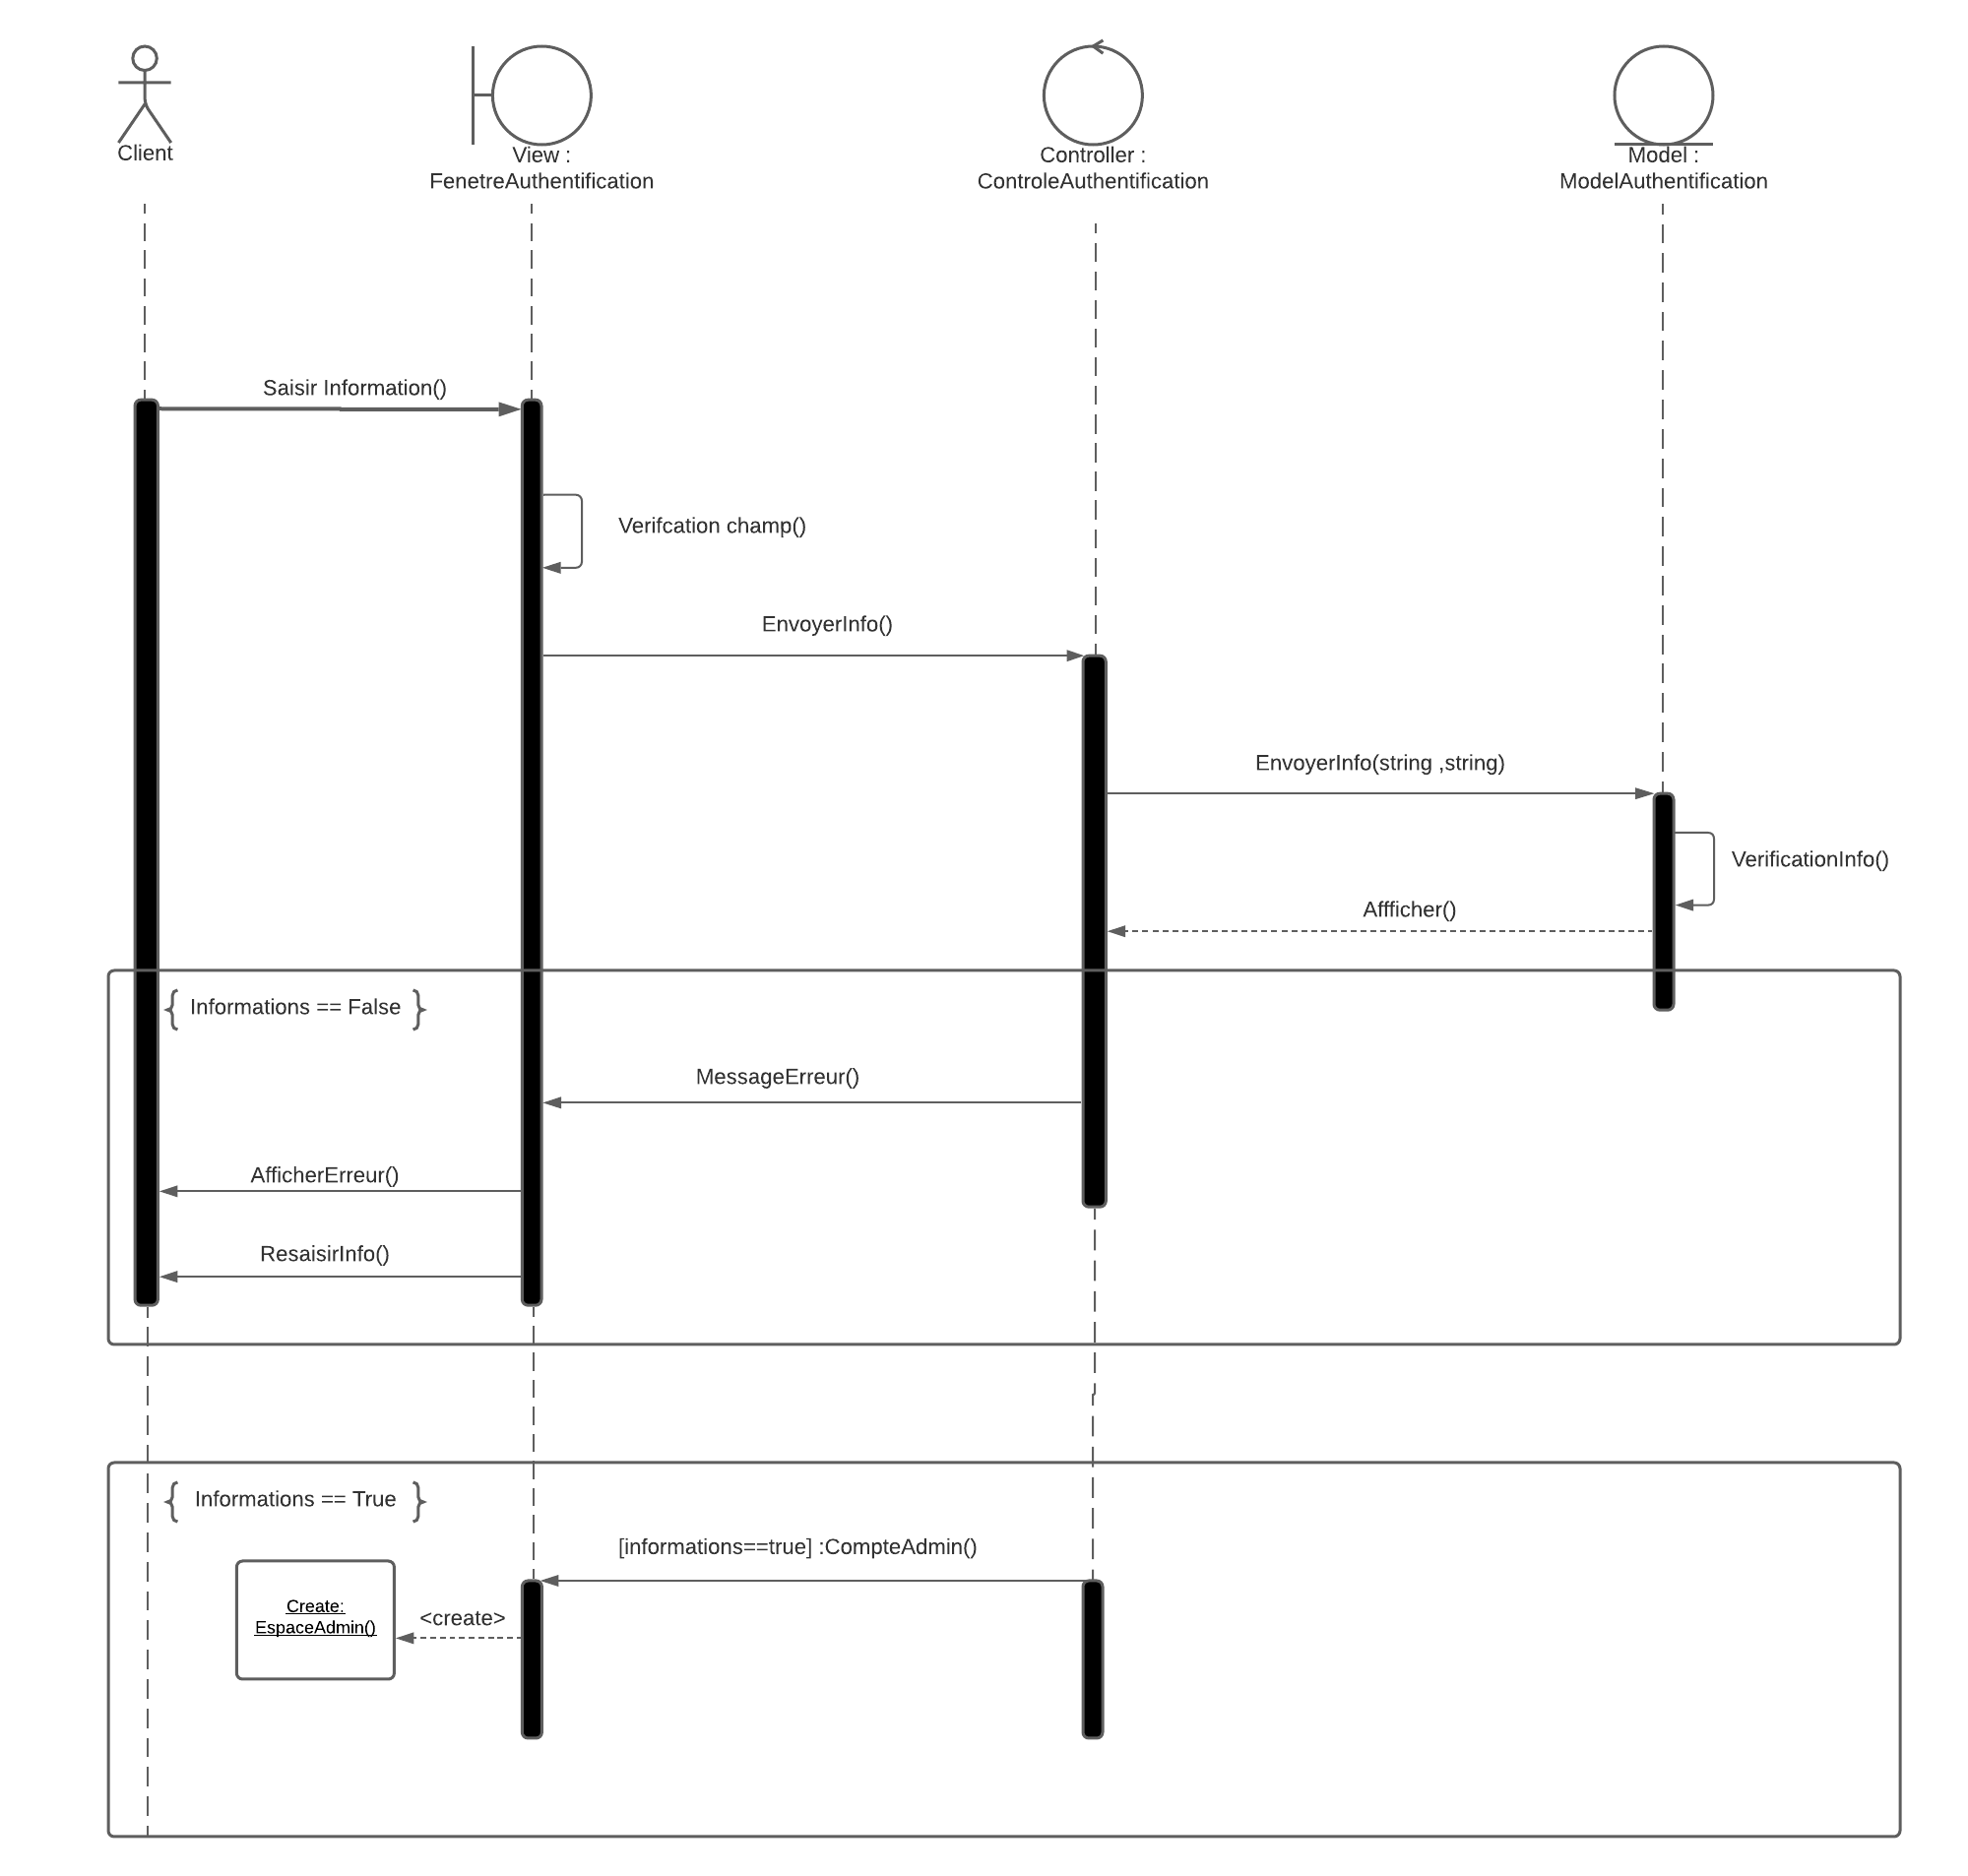 Client
View :
FenetreAuthentification
Controller :
ControleAuthentification
Model :
ModelAuthentification
Saisir Information()
Verifcation champ()
EnvoyerInfo()
EnvoyerInfo(string ,string)
VerificationInfo()
Affficher()
{ Informations == False }
MessageErreur()
AfficherErreur()
ResaisirInfo()
{ Informations == True }
[informations==true] :CompteAdmin()
Create:
EspaceAdmin()
<create>